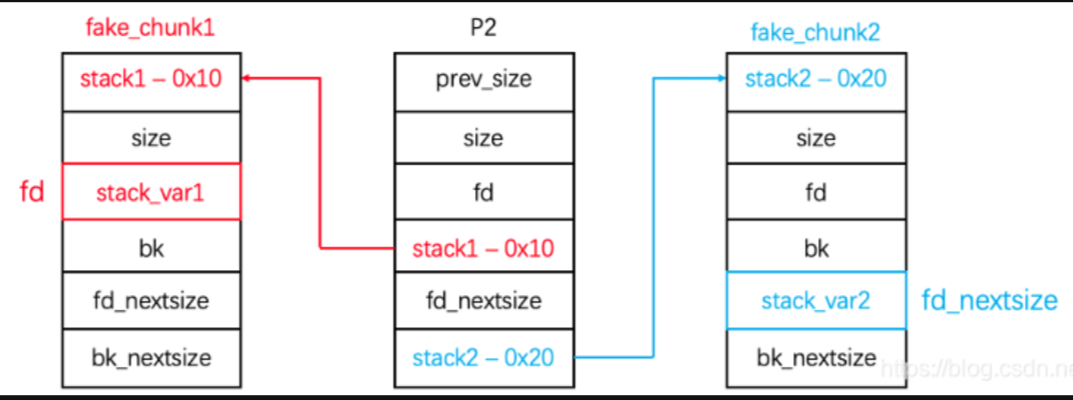 fake_chunk1
stack1 – 0x10
size
fd
stack_var1
bk
fd_nextsize
bk_nextsize
P2
prev_size
size
fd
stack1 – 0x10
fd_nextsize
stack2 – 0x20
fake_chunk2
stack2 – 0x20
size
fd
bk
stack_var2
fd_nextsize
bk_nextsize
https://blog.csdn.ne